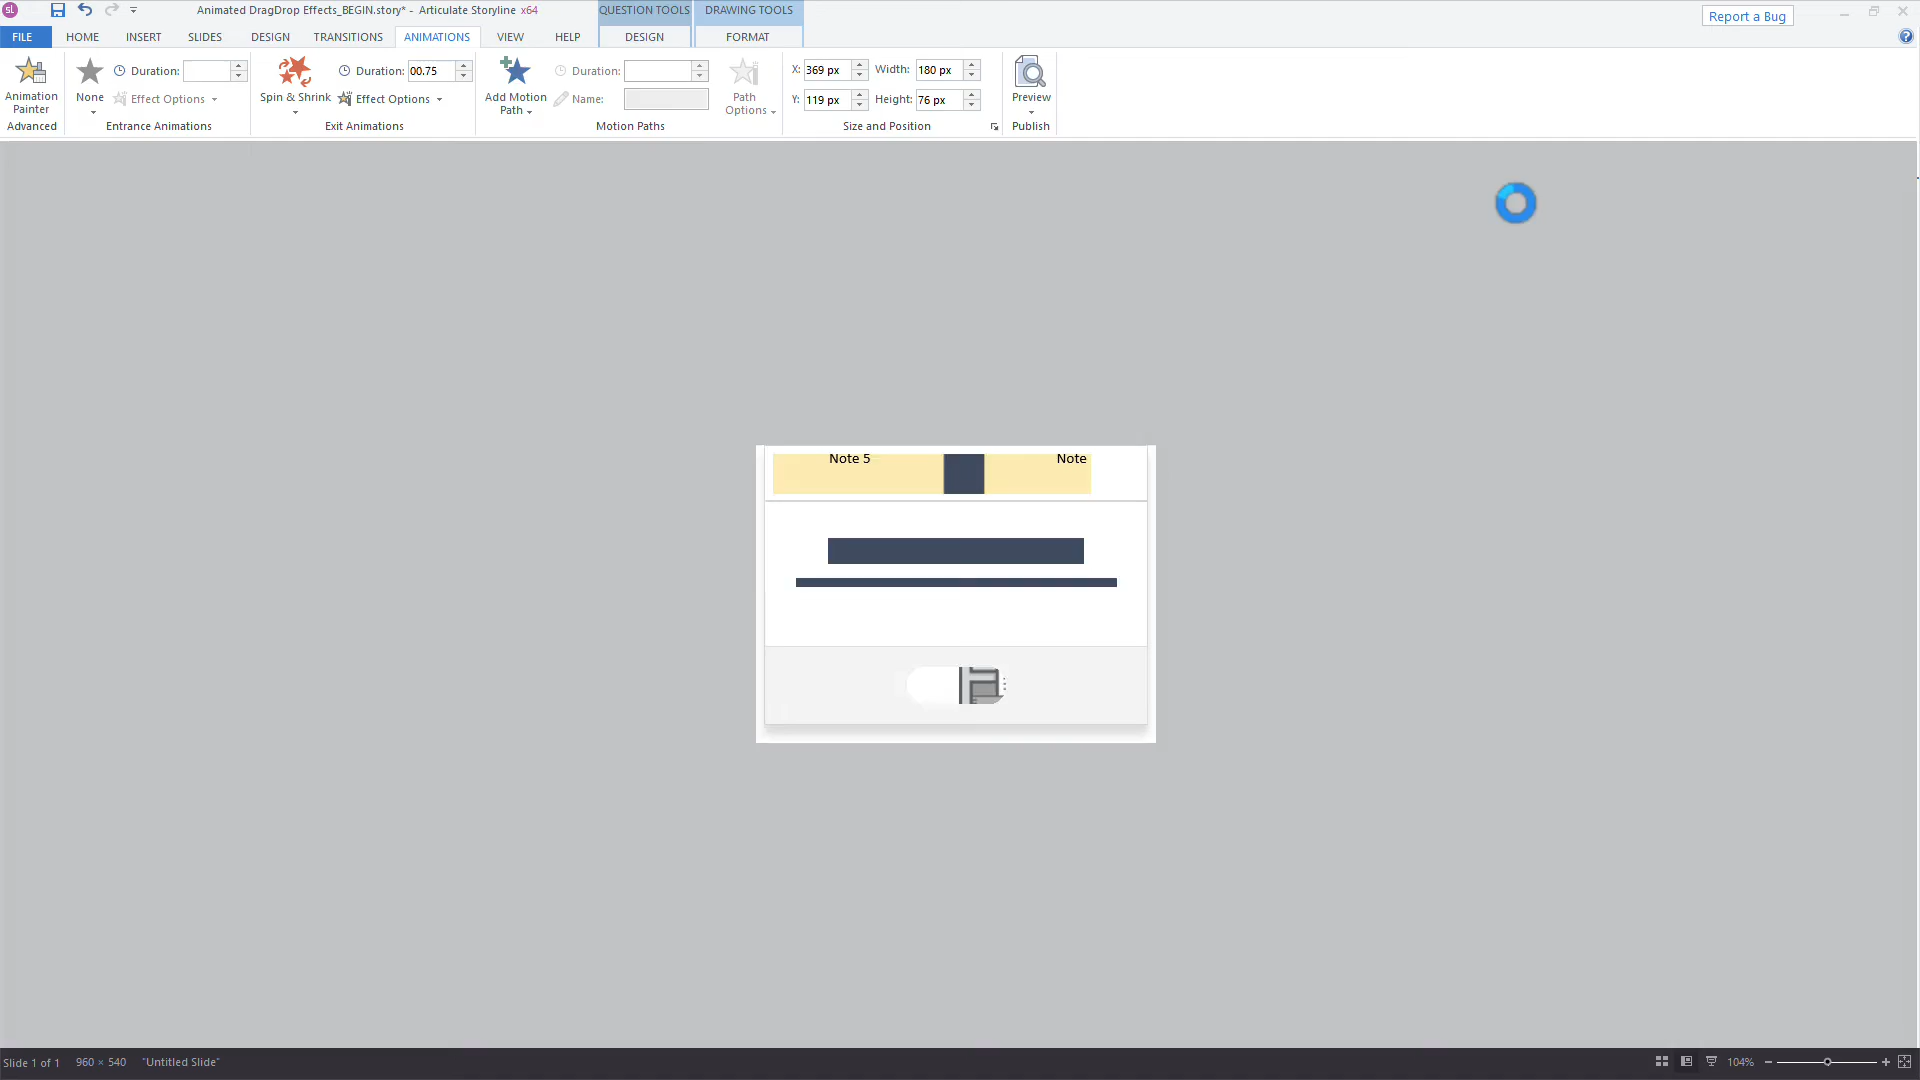 sl
Animated DragDrop Effects_BEGIN.story* - Articulate Storyline x64
QUESTION TOOLS
DRAWING TOOLS
Report a Bug
FILE HOME INSERT SLIDES DESIGN TRANSITIONS ANIMATIONS VIEW HELP DESIGN FORMAT
?
Animation Painter
Advanced
None
Duration:
Effect Options
Entrance Animations
Spin & Shrink
Duration: 00.75
Effect Options
Exit Animations
Add Motion Path
Duration:
Name:
Path Options
Motion Paths
X: 369 px Width: 180 px
Y: 119 px Height: 76 px
Size and Position
Preview
Publish
Note 5
Note
Slide 1 of 1 960 × 540 "Untitled Slide" 104%